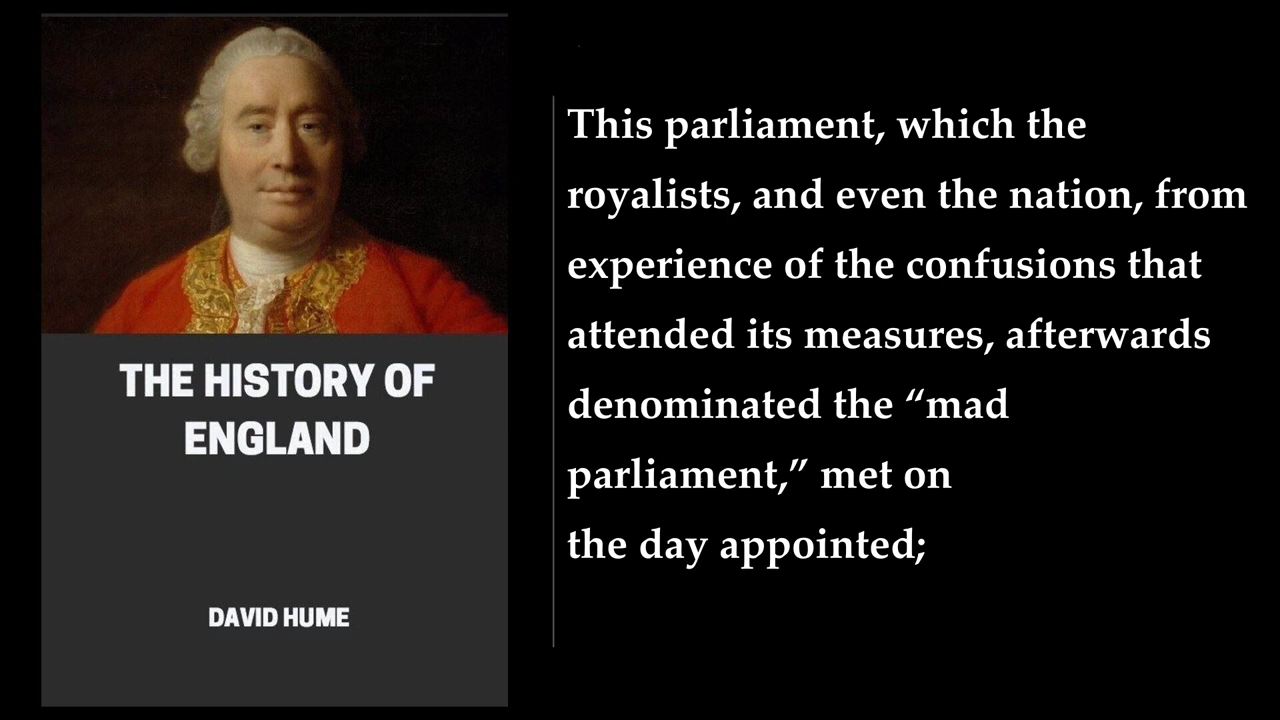 THE HISTORY OF
ENGLAND
DAVID HUME
This parliament, which the
royalists, and even the nation, from
experience of the confusions that
attended its measures, afterwards
denominated the “mad
parliament,” met on
the day appointed;